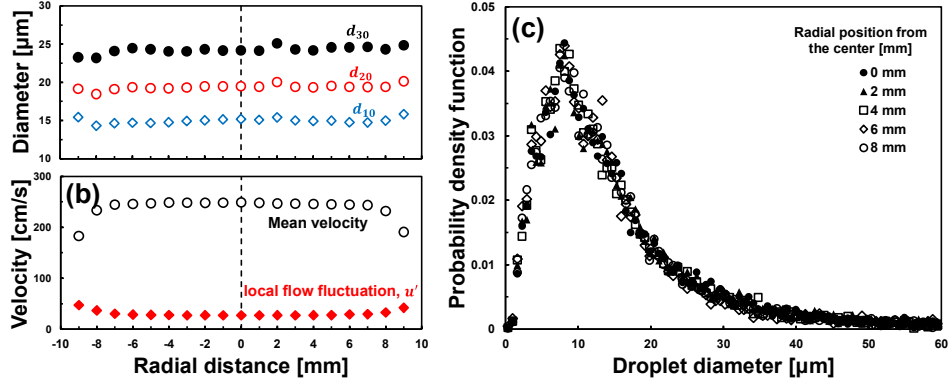 Diameter [µm]
30
25
20
15
10
d30
d20
d10
(b)
Velocity [cm/s]
250
200
100
0
Mean velocity
local flow fluctuation, u′
-10 -8 -6 -4 -2 0 2 4 6 8 10
Radial distance [mm]
(c)
Probability density function
0.05
0.04
0.03
0.02
0.01
0
Radial position from
the center [mm]
0 mm
2 mm
4 mm
6 mm
8 mm
0 10 20 30 40 50 60
Droplet diameter [µm]